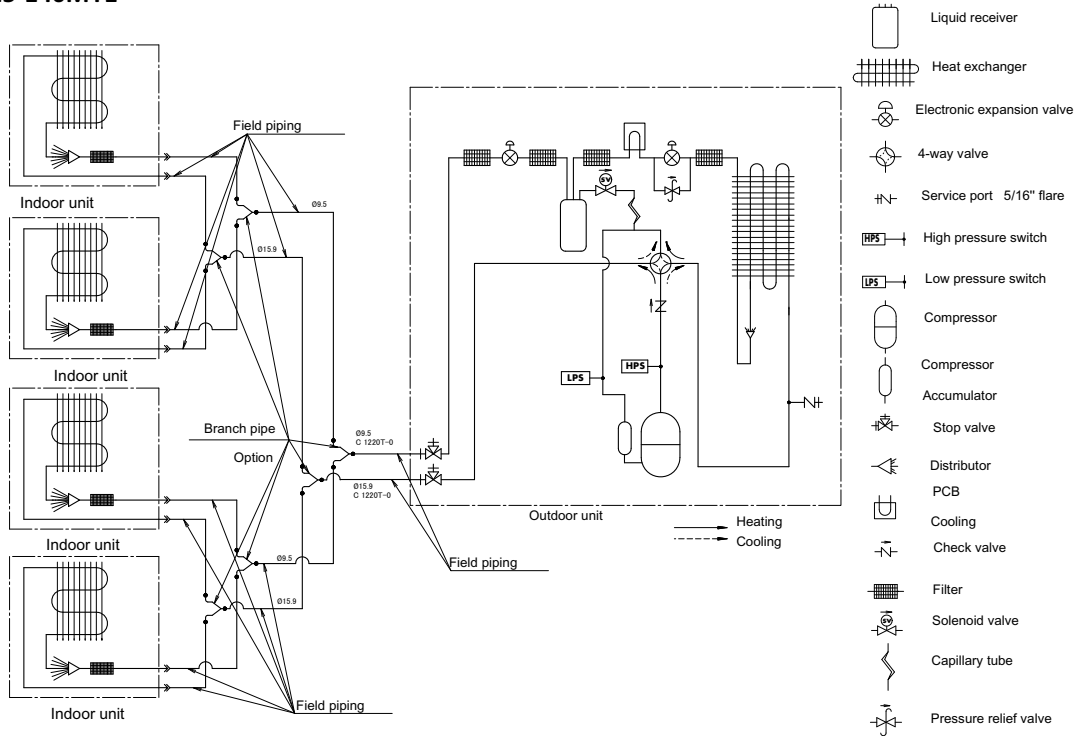 Indoor unit
Indoor unit
Indoor unit
Indoor unit
Field piping
Ø9.5
Ø15.9
Branch pipe
Option
Ø9.5
C 1220T-0
Ø15.9
C 1220T-0
Ø9.5
Ø15.9
Field piping
Field piping
SV
LPS
HPS
Outdoor unit
Heating
Cooling
Liquid receiver
Heat exchanger
Electronic expansion valve
4-way valve
Service port 5/16" flare
HPS High pressure switch
LPS Low pressure switch
Compressor
Compressor
Accumulator
Stop valve
Distributor
PCB
Cooling
Check valve
Filter
SV Solenoid valve
Capillary tube
Pressure relief valve